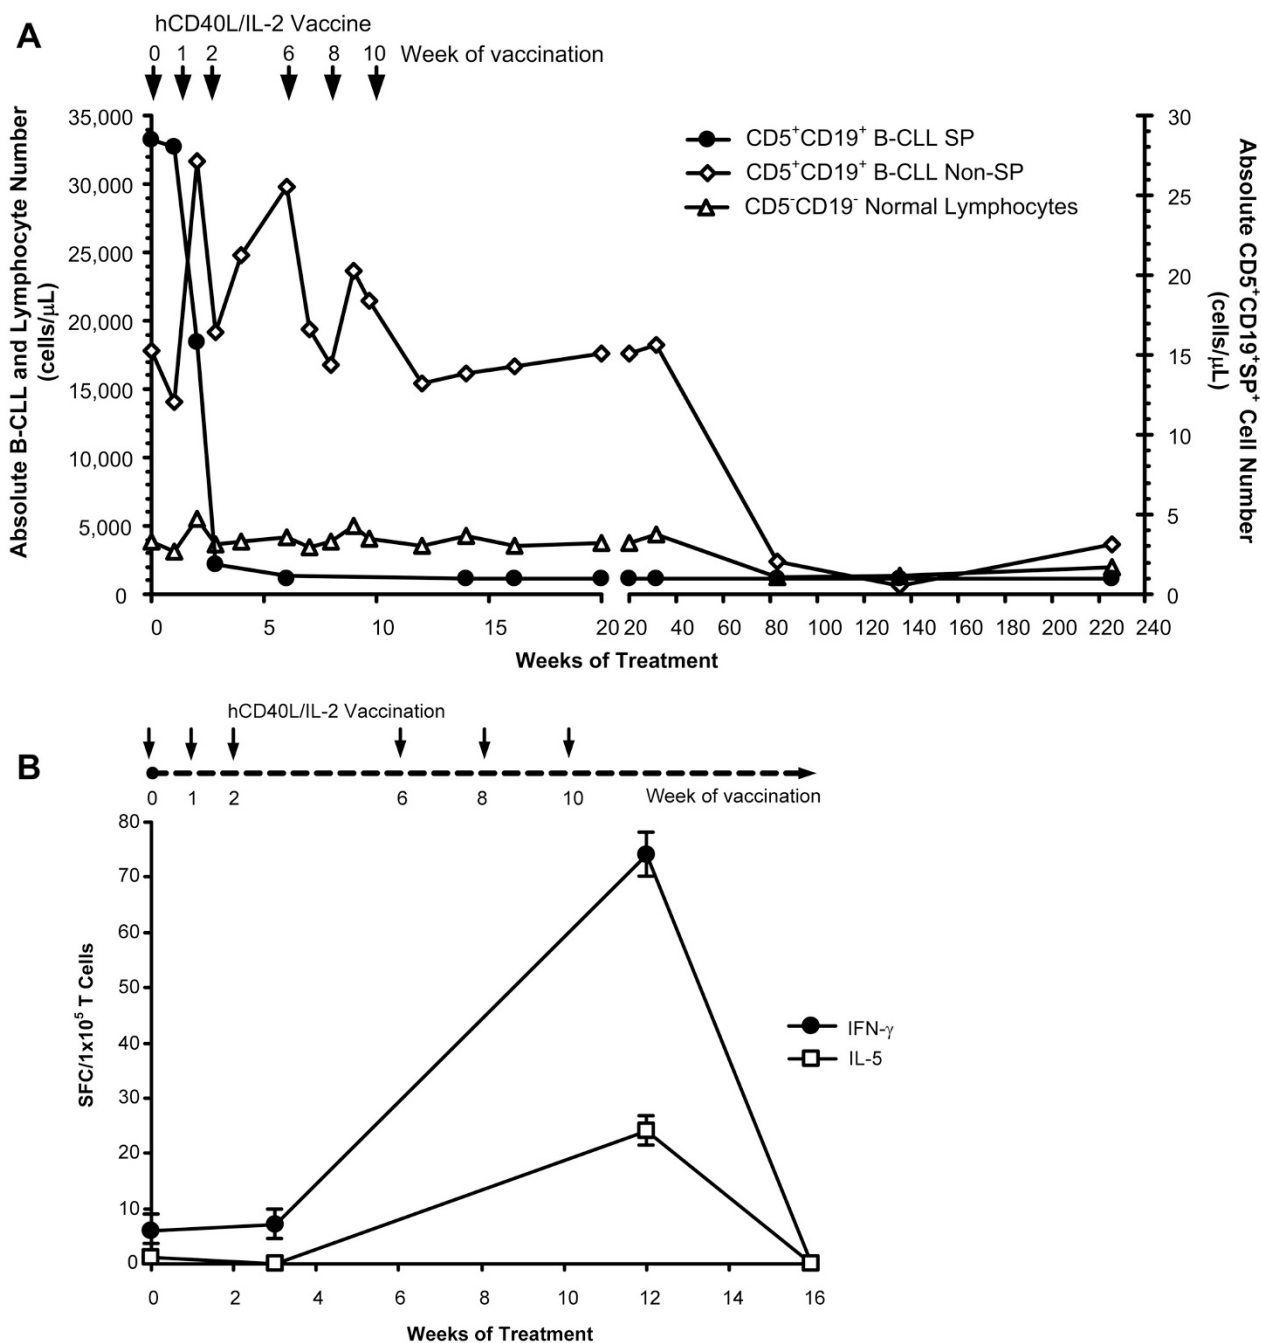 A
hCD40L/IL-2 Vaccine
0 1 2 6 8 10 Week of vaccination
Absolute B-CLL and Lymphocyte Number
(cells/µL)
35,000
30,000
25,000
20,000
15,000
10,000
5,000
0
CD5⁺CD19⁺ B-CLL SP
CD5⁺CD19⁺ B-CLL Non-SP
CD5⁻CD19⁻ Normal Lymphocytes
30
25
20
15
10
5
0
Absolute CD5⁺CD19⁺SP⁺ Cell Number
(cells/µL)
0 5 10 15 20 20 40 60 80 100 120 140 160 180 200 220 240
Weeks of Treatment
B
hCD40L/IL-2 Vaccination
0 1 2 6 8 10 Week of vaccination
SFC/1x10⁵ T Cells
80
70
60
50
40
30
20
10
0
IFN-γ
IL-5
0 2 4 6 8 10 12 14 16
Weeks of Treatment